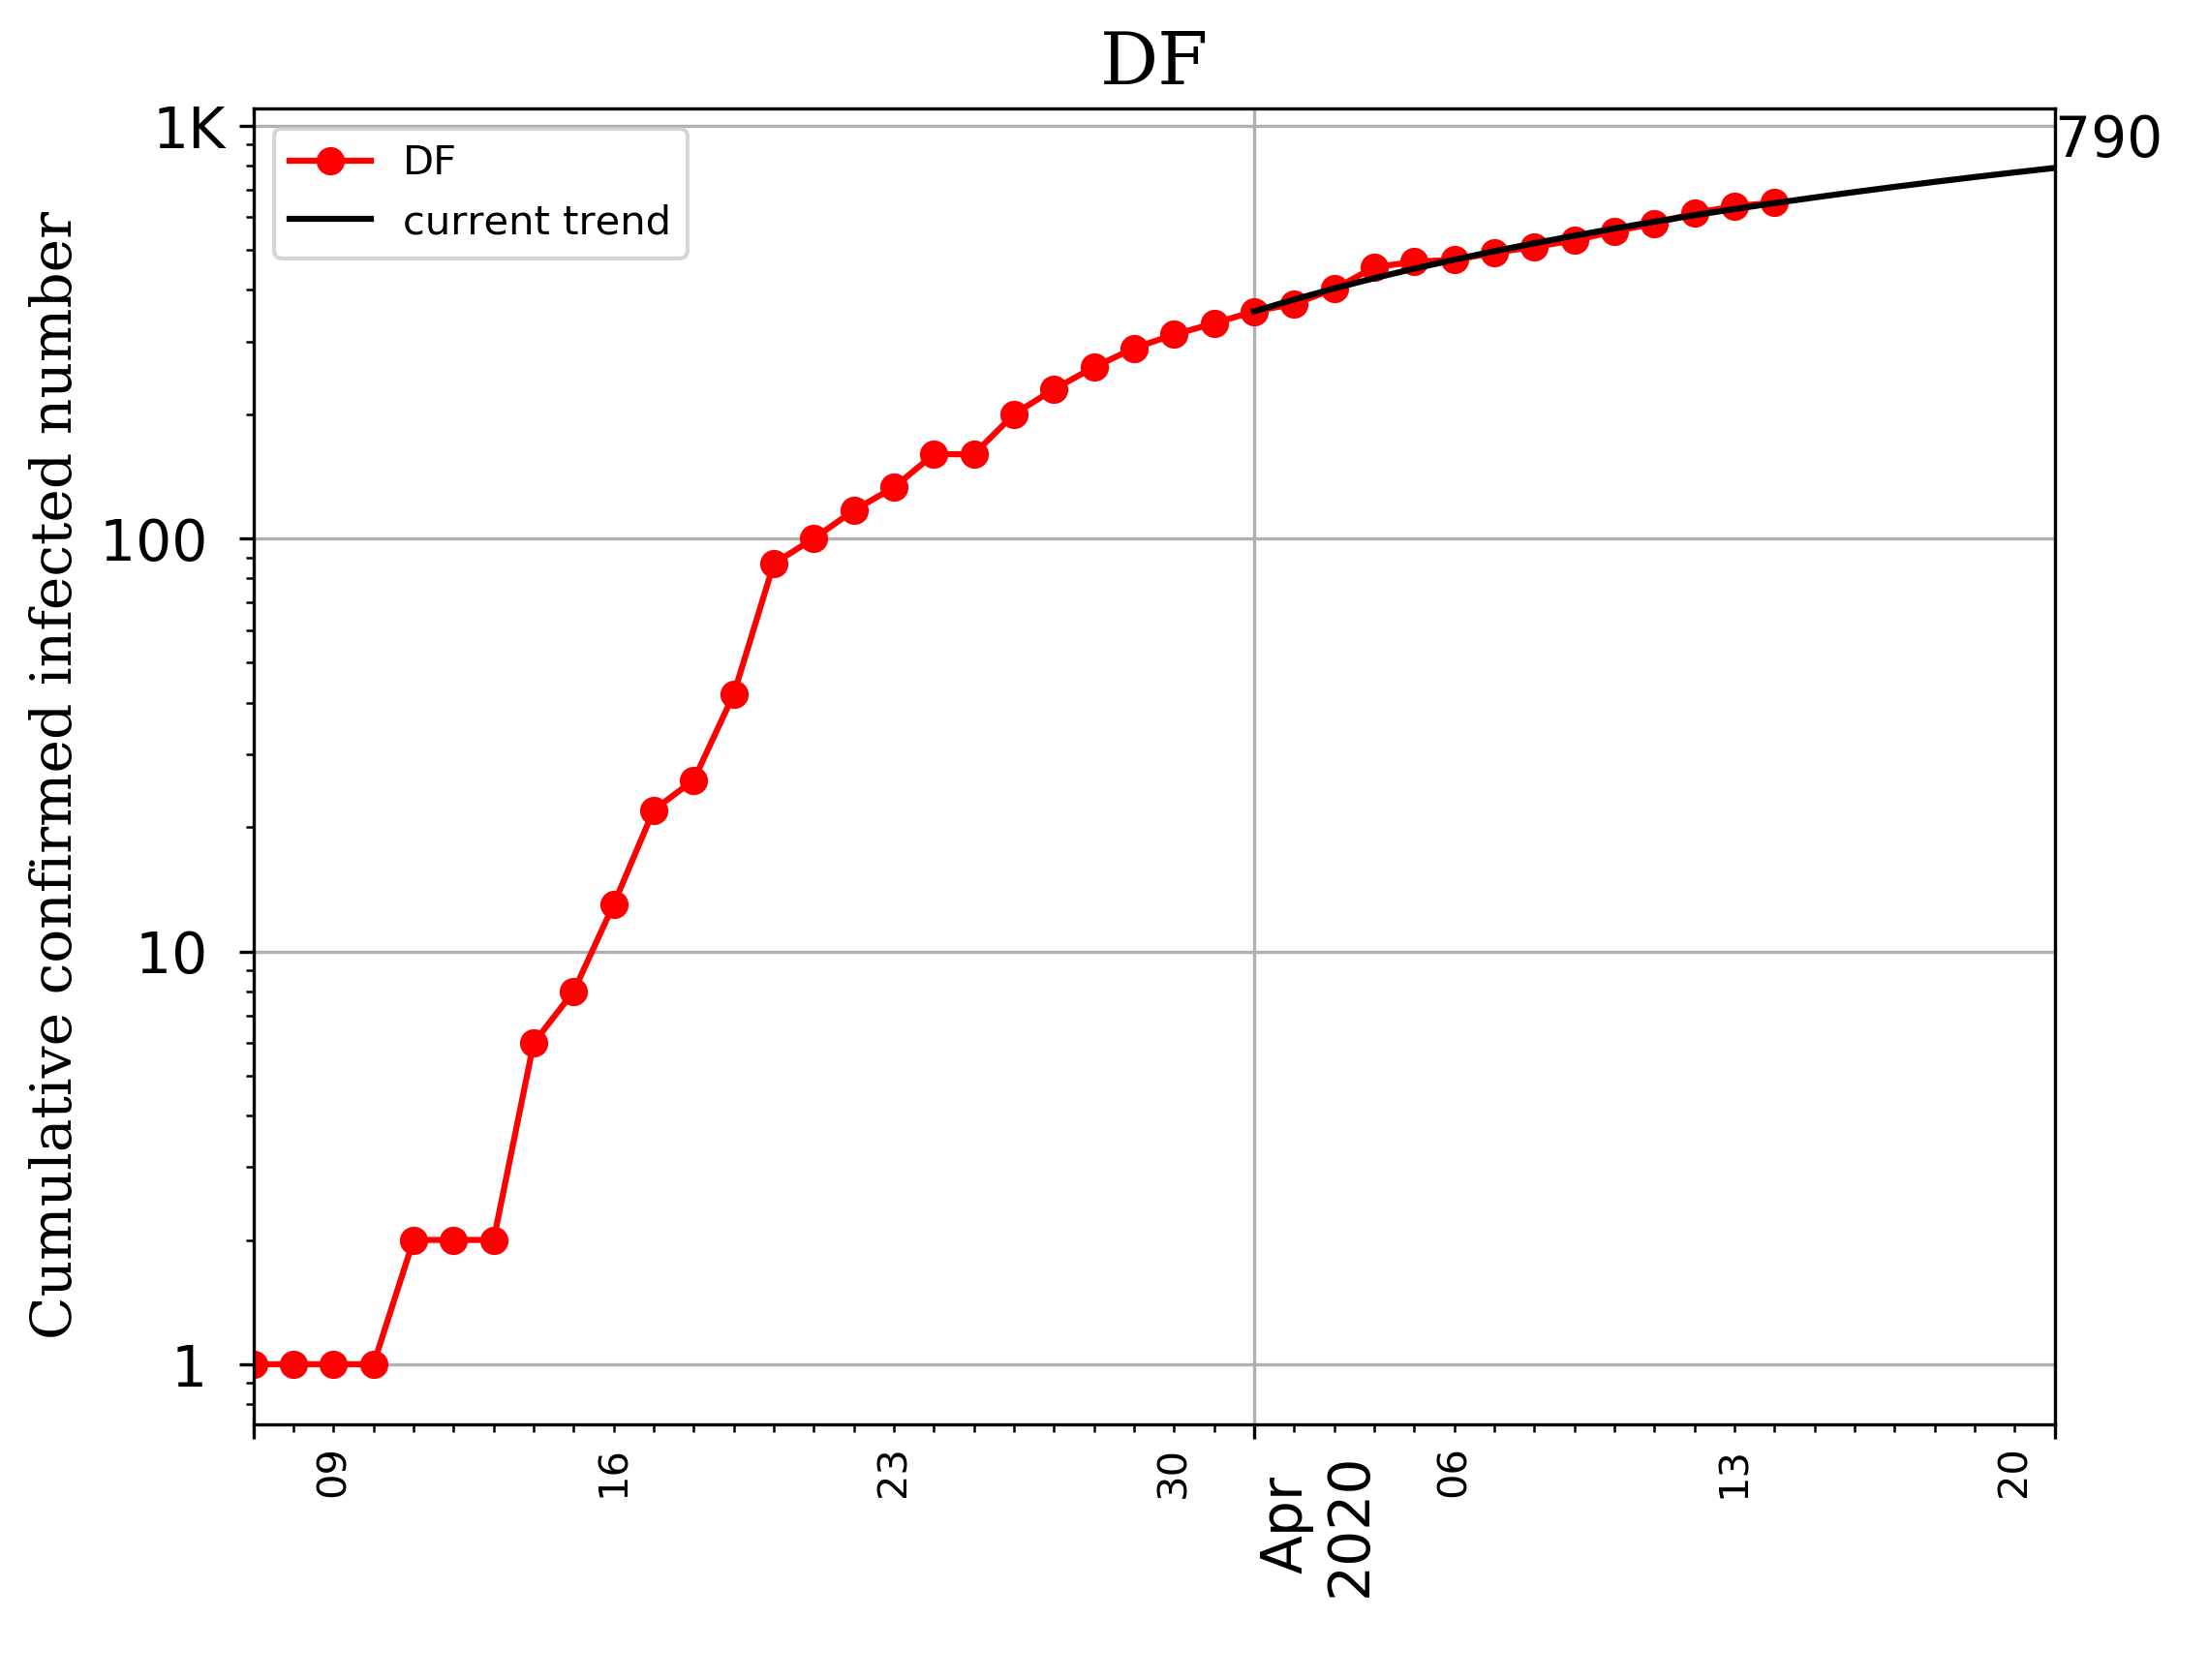 DF
1K
100
10
1
Cumulative confirmed infected number
DF
current trend
790
09
16
23
30
Apr
2020
06
13
20